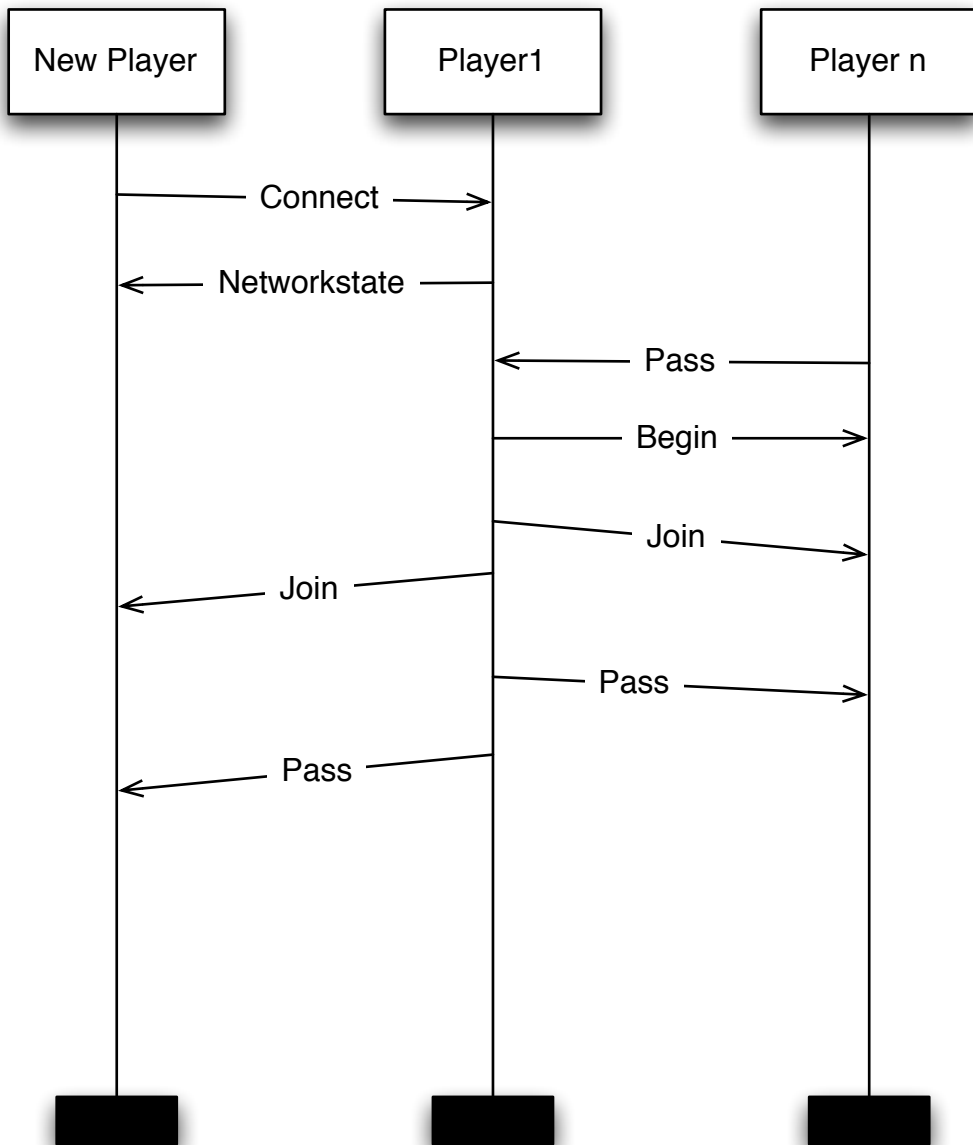 New Player
Player1
Player n
Connect
Networkstate
Pass
Begin
Join
Join
Pass
Pass